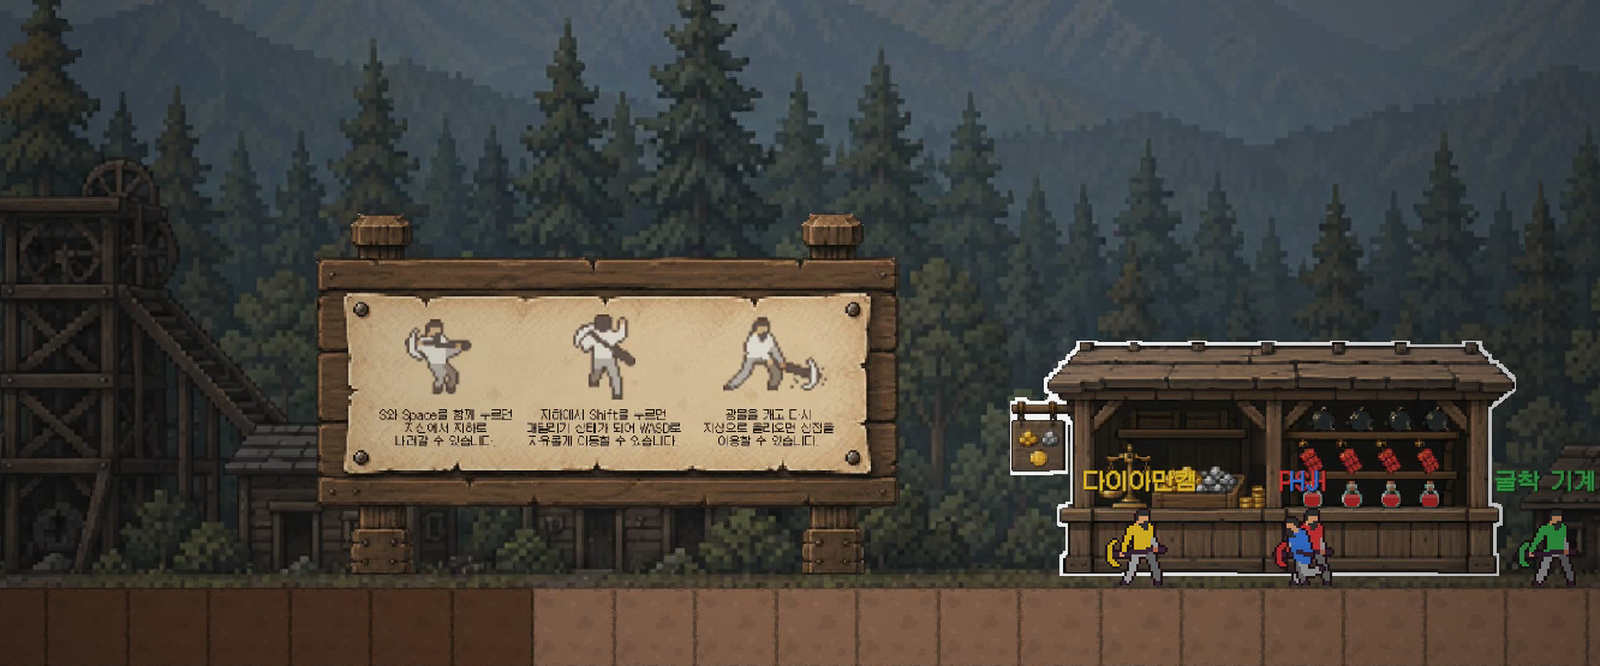 S와 Space를 함께 누르면
지상에서 지하로
내려갈 수 있습니다.
지하에서 Shift를 누르면
매달리기 상태가 되어 WASD로
자유롭게 이동할 수 있습니다.
광물을 캐고 다시
지상으로 올라오면 상점을
이용할 수 있습니다.
다이아만캠
굴착 기계